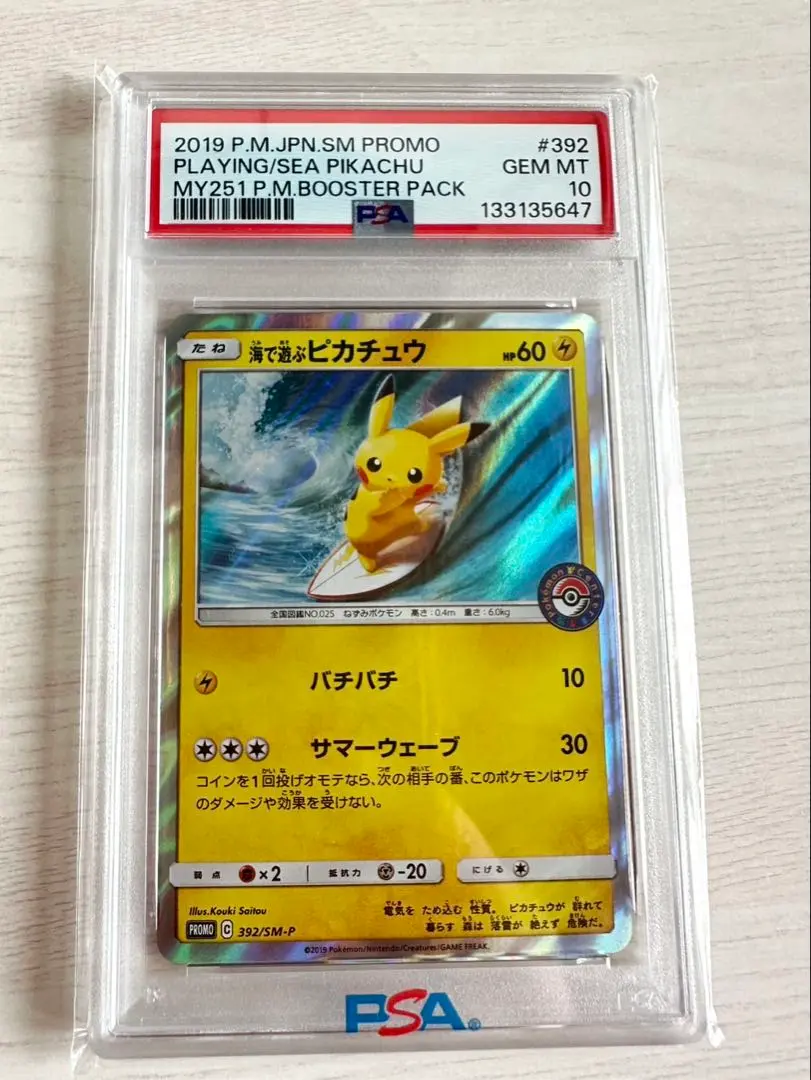 2019 P.M.JPN.SM PROMO #392
PLAYING/SEA PIKACHU GEM MT
MY251 P.M.BOOSTER PACK 10
PSA 133135647
たね 海で遊ぶピカチュウ HP60
Pokémon Center
全国図鑑NO.025 ねずみポケモン 高さ:0.4m 重さ:6.0kg
バチバチ 10
サマーウェーブ 30
コインを1回投げオモテなら、次の相手の番、このポケモンはワザ
のダメージや効果を受けない。
弱点 ×2 抵抗力 -20 にげる
Illus.Kouki Saitou
電気を ため込む 性質。 ピカチュウが 群れて
暮らす 森は 落雷が 絶えず 危険だ。
PROMO C 392/SM-P
©2019 Pokémon/Nintendo/Creatures/GAME FREAK.
PSA®